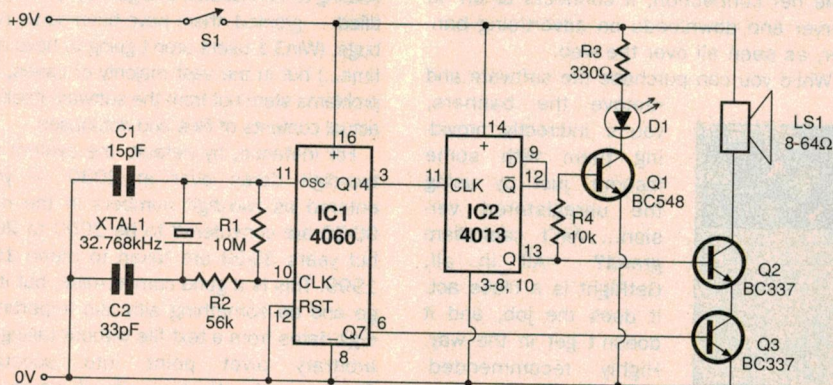 +9V
S1
R3
330Ω
D1
LS1
8-64Ω
C1
15pF
16
+
14
+
11
OSC
Q14
3
11
CLK
D
9
Q̅
12
XTAL1
32.768kHz
R1
10M
IC1
4060
IC2
4013
R4
10k
Q1
BC548
10
CLK
Q
13
C2
33pF
R2
56k
12
RST
3-8, 10
Q2
BC337
Q7
6
–
8
Q3
BC337
0V